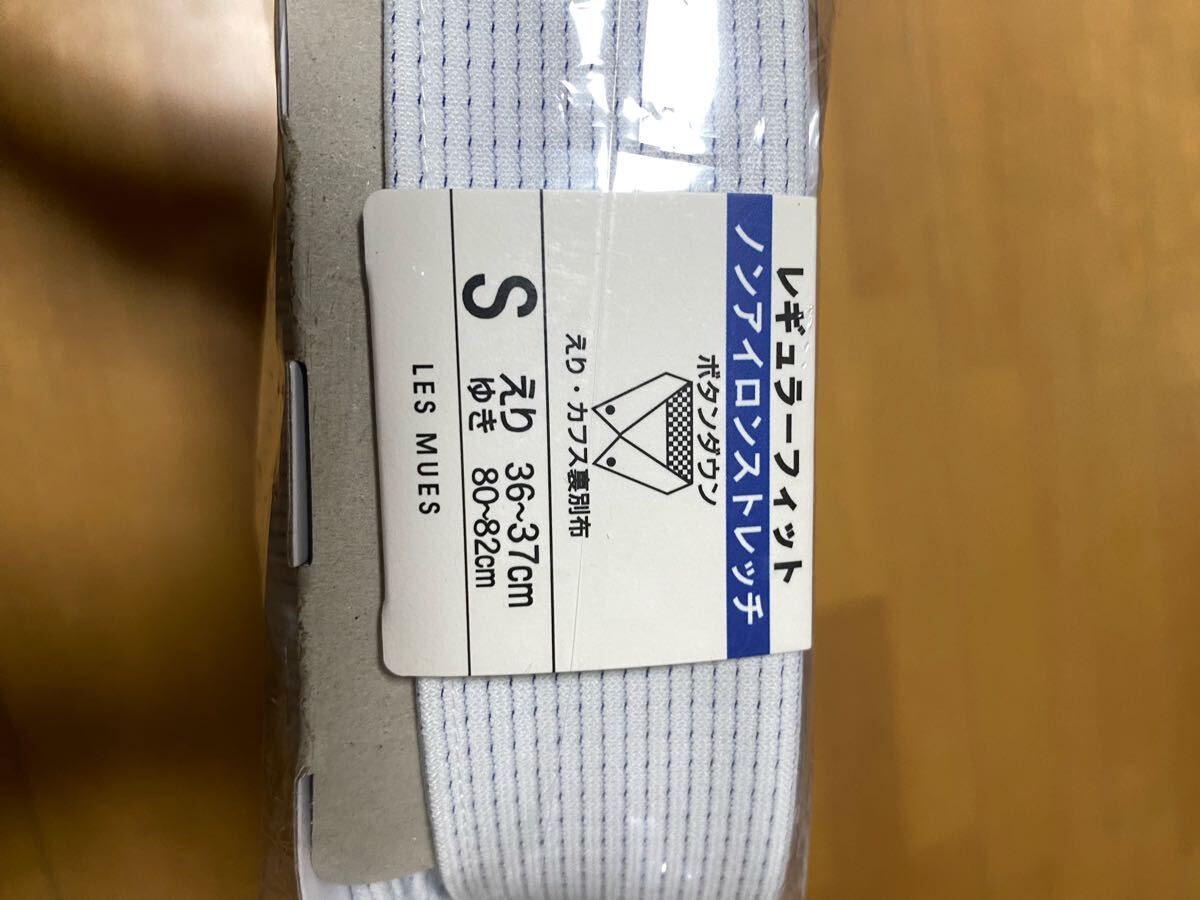 レギュラーフィット
ノンアイロンストレッチ
ボタンダウン
えり・カフス裏別布
S
えり 36~37cm
ゆき 80~82cm
LES MUES